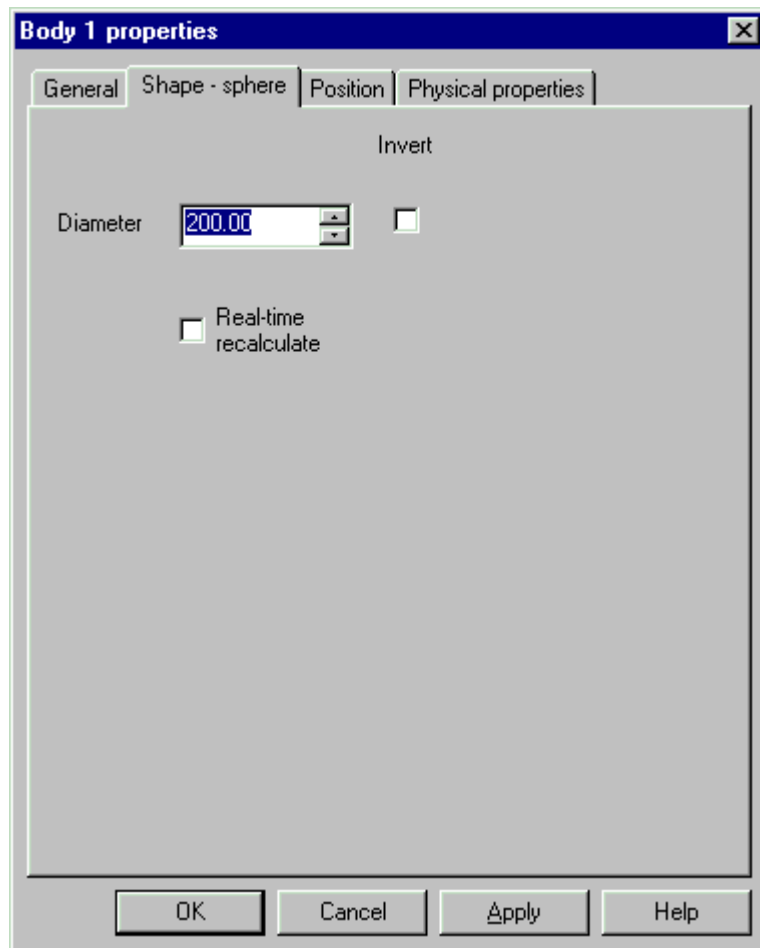 Body 1 properties
General Shape - sphere Position Physical properties
Invert
Diameter 200.00
Real-time
recalculate
OK Cancel Apply Help